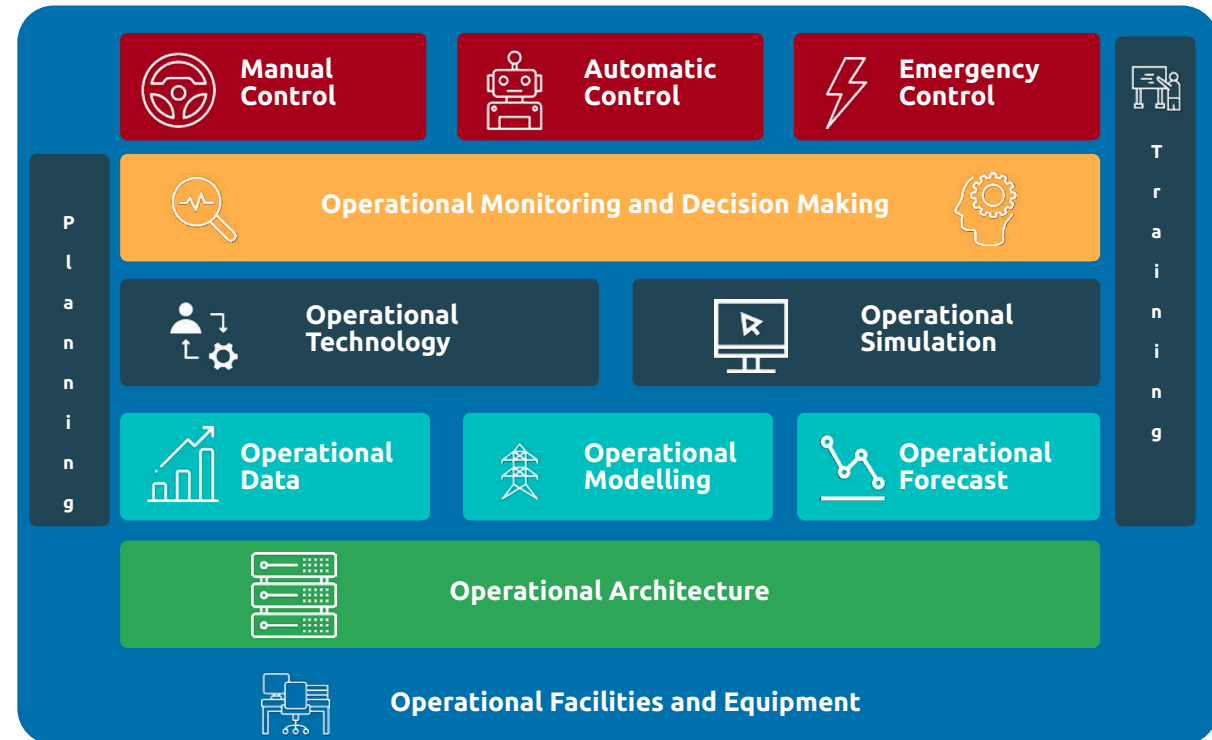 Manual
Control
Automatic
Control
Emergency
Control
Training
Planning
Operational Monitoring and Decision Making
Operational
Technology
Operational
Simulation
Operational
Data
Operational
Modelling
Operational
Forecast
Operational Architecture
Operational Facilities and Equipment